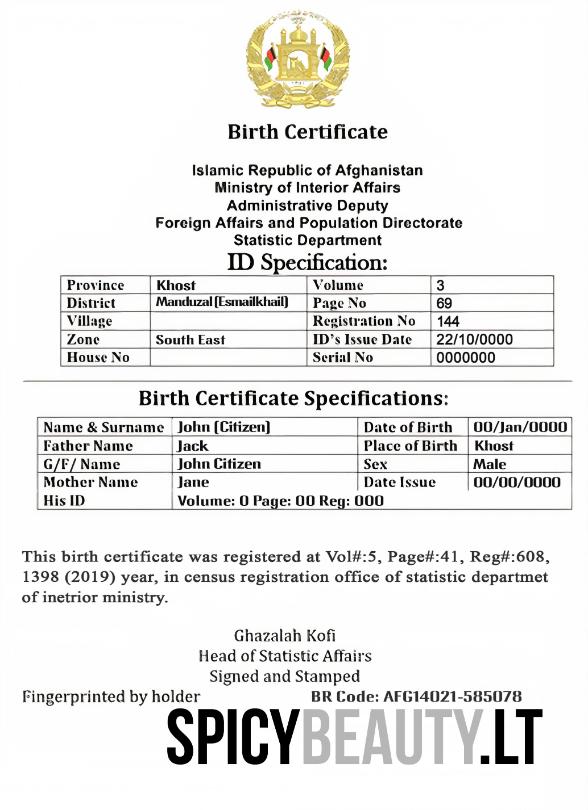 Birth Certificate
Islamic Republic of Afghanistan
Ministry of Interior Affairs
Administrative Deputy
Foreign Affairs and Population Directorate
Statistic Department
ID Specification:
Province Khost Volume 3
District Manduzal (Esmailkhail) Page No 69
Village Registration No 144
Zone South East ID's Issue Date 22/10/0000
House No Serial No 0000000
Birth Certificate Specifications:
Name & Surname John (Citizen) Date of Birth 00/Jan/0000
Father Name Jack Place of Birth Khost
G/F/ Name John Citizen Sex Male
Mother Name Jane Date Issue 00/00/0000
His ID Volume: 0 Page: 00 Reg: 000
This birth certificate was registered at Vol#:5, Page#:41, Reg#:608,
1398 (2019) year, in census registration office of statistic departmet
of inetrior ministry.
Ghazalah Kofi
Head of Statistic Affairs
Signed and Stamped
Fingerprinted by holder BR Code: AFG14021-585078
SPICYBEAUTY.LT